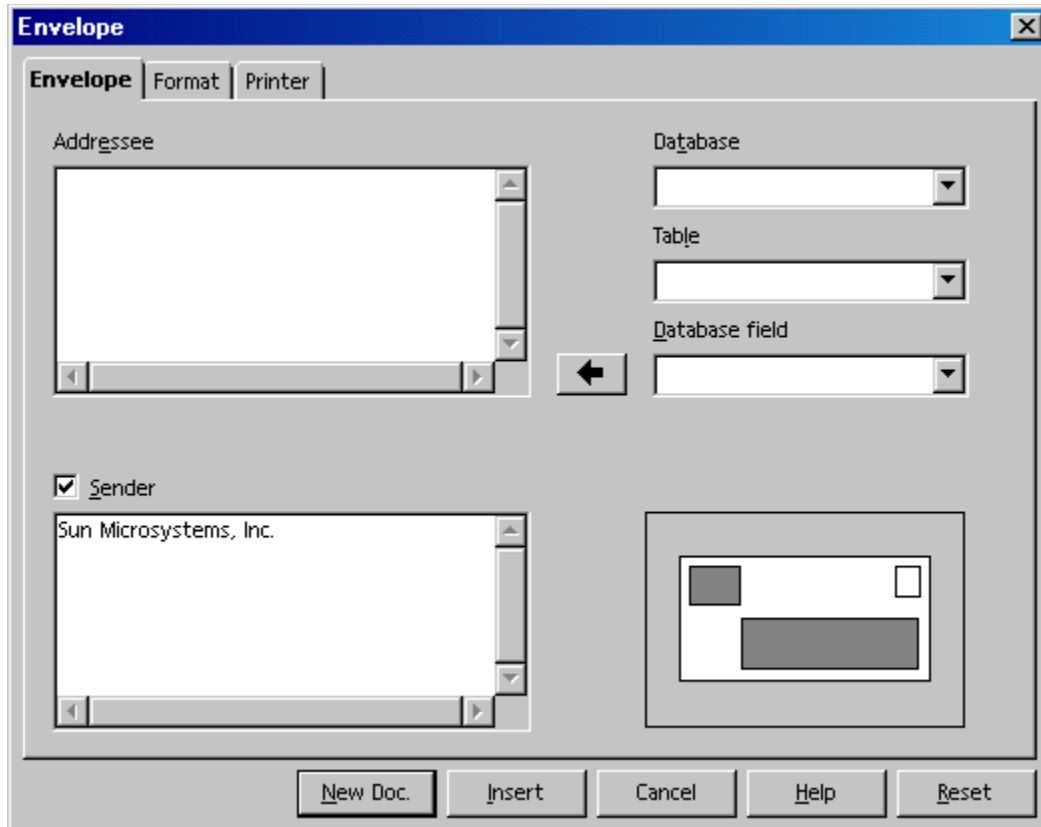 Envelope
Envelope Format Printer
Addressee
Database
Table
Database field
Sender
Sun Microsystems, Inc.
New Doc. Insert Cancel Help Reset